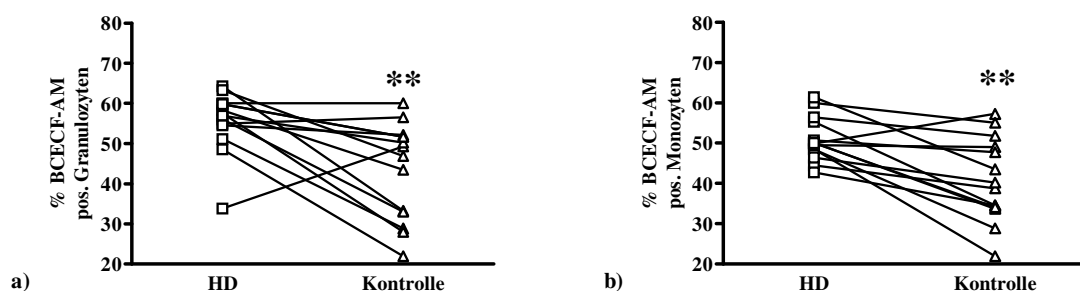 a)
% BCECF-AM
pos. Granulozyten
80
70
60
50
40
30
20
**
HD
Kontrolle
b)
% BCECF-AM
pos. Monozyten
80
70
60
50
40
30
20
**
HD
Kontrolle